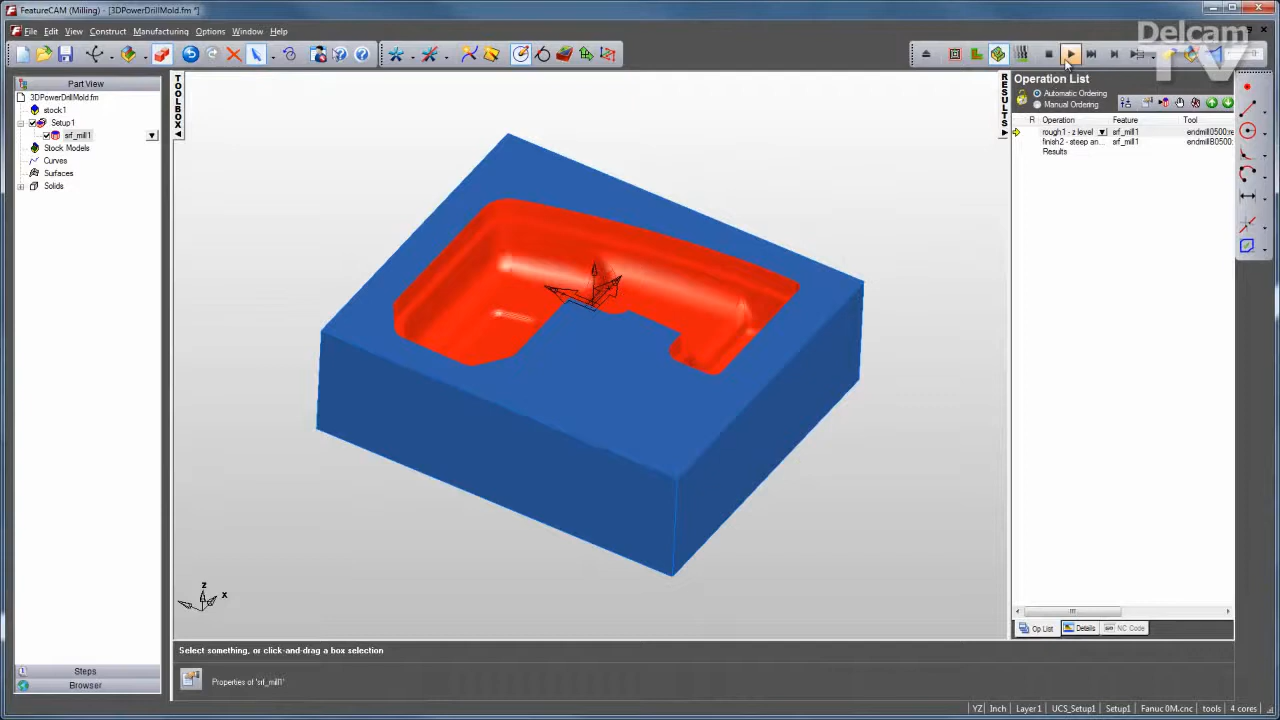 FeatureCAM (Milling) - [3DPowerDrillMold.fm *]
File Edit View Construct Manufacturing Options Window Help
Delcam
TV
Part View
3DPowerDrillMold.fm
stock1
Setup1
srf_mill1
Stock Models
Curves
Surfaces
Solids
Steps
Browser
TOOLBOX
RESULTS
Operation List
Automatic Ordering
Manual Ordering
R Operation Feature Tool
rough1 - z level srf_mill1 endmill0500:re
finish2 - steep an... srf_mill1 endmillB0500:
Results
Op List Details NC Code
z
x
Select something, or click-and-drag a box selection
Properties of 'srf_mill1'
YZ Inch Layer1 UCS_Setup1 Setup1 Fanuc 0M.cnc tools 4 cores